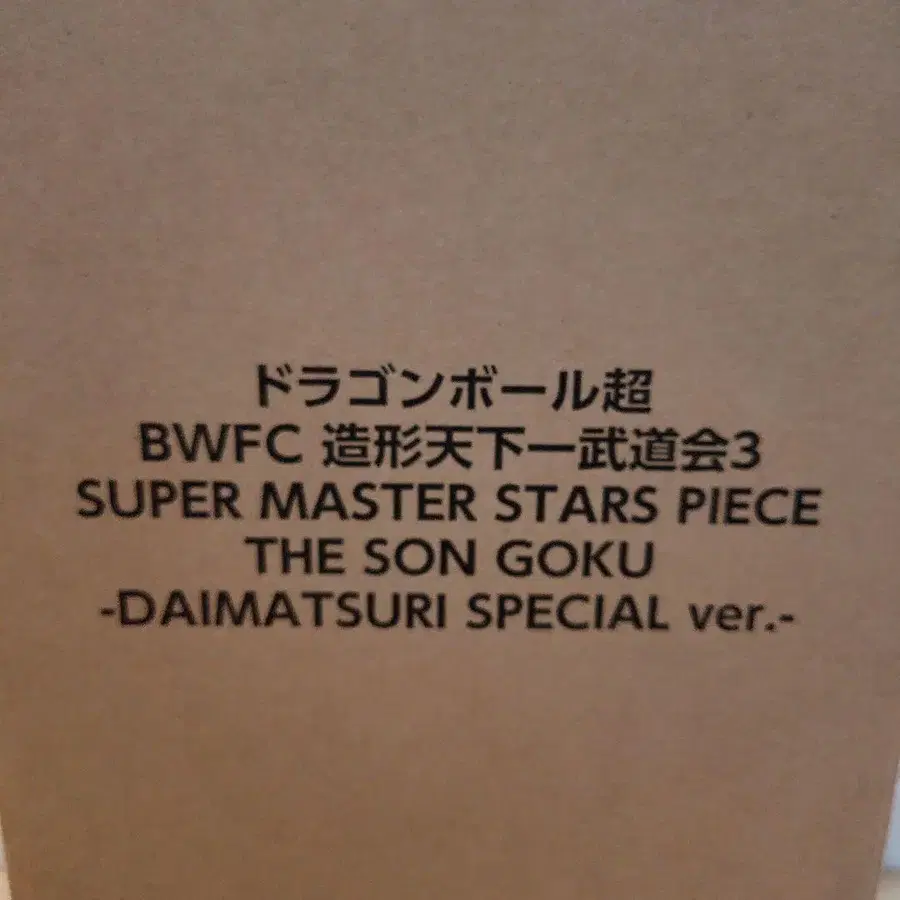 ドラゴンボール超
BWFC 造形天下一武道会3
SUPER MASTER STARS PIECE
THE SON GOKU
-DAIMATSURI SPECIAL ver.-